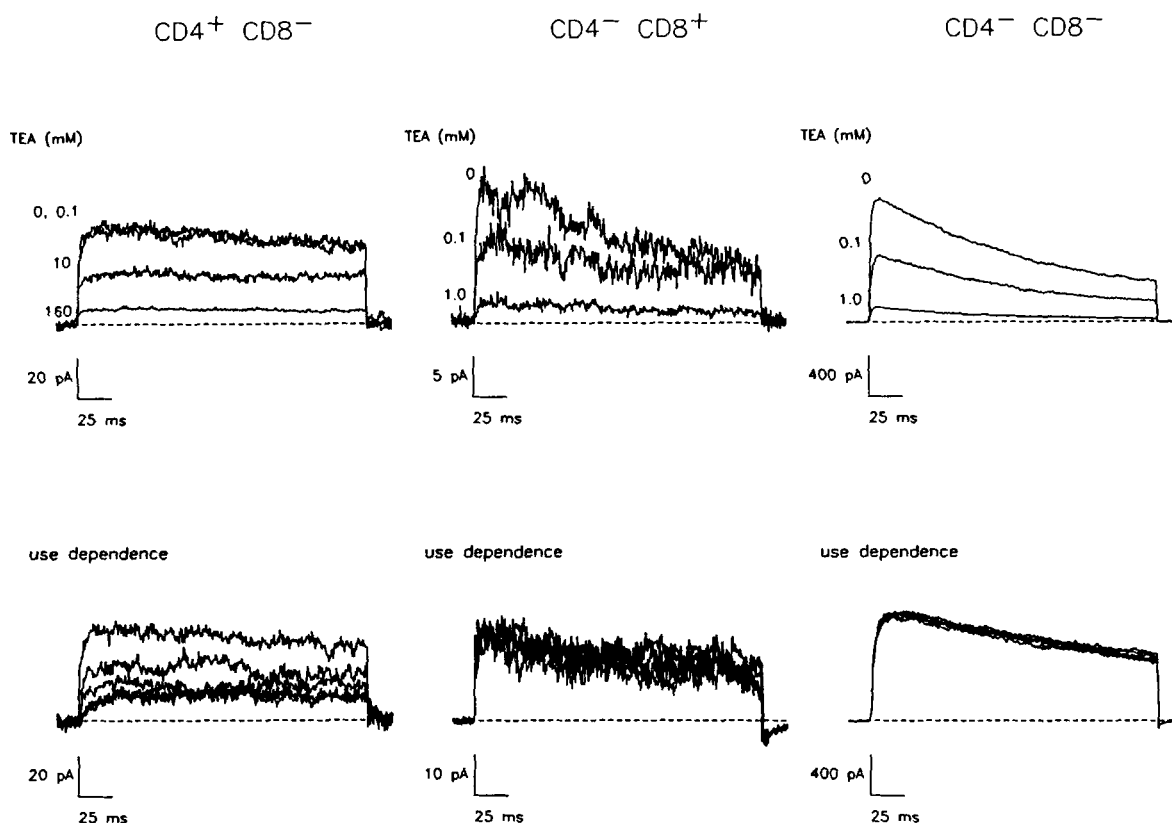 CD4+ CD8−
CD4− CD8+
CD4− CD8−
TEA (mM)
0, 0.1
10
160
20 pA
25 ms
TEA (mM)
0
0.1
1.0
5 pA
25 ms
TEA (mM)
0
0.1
1.0
400 pA
25 ms
use dependence
20 pA
25 ms
use dependence
10 pA
25 ms
use dependence
400 pA
25 ms